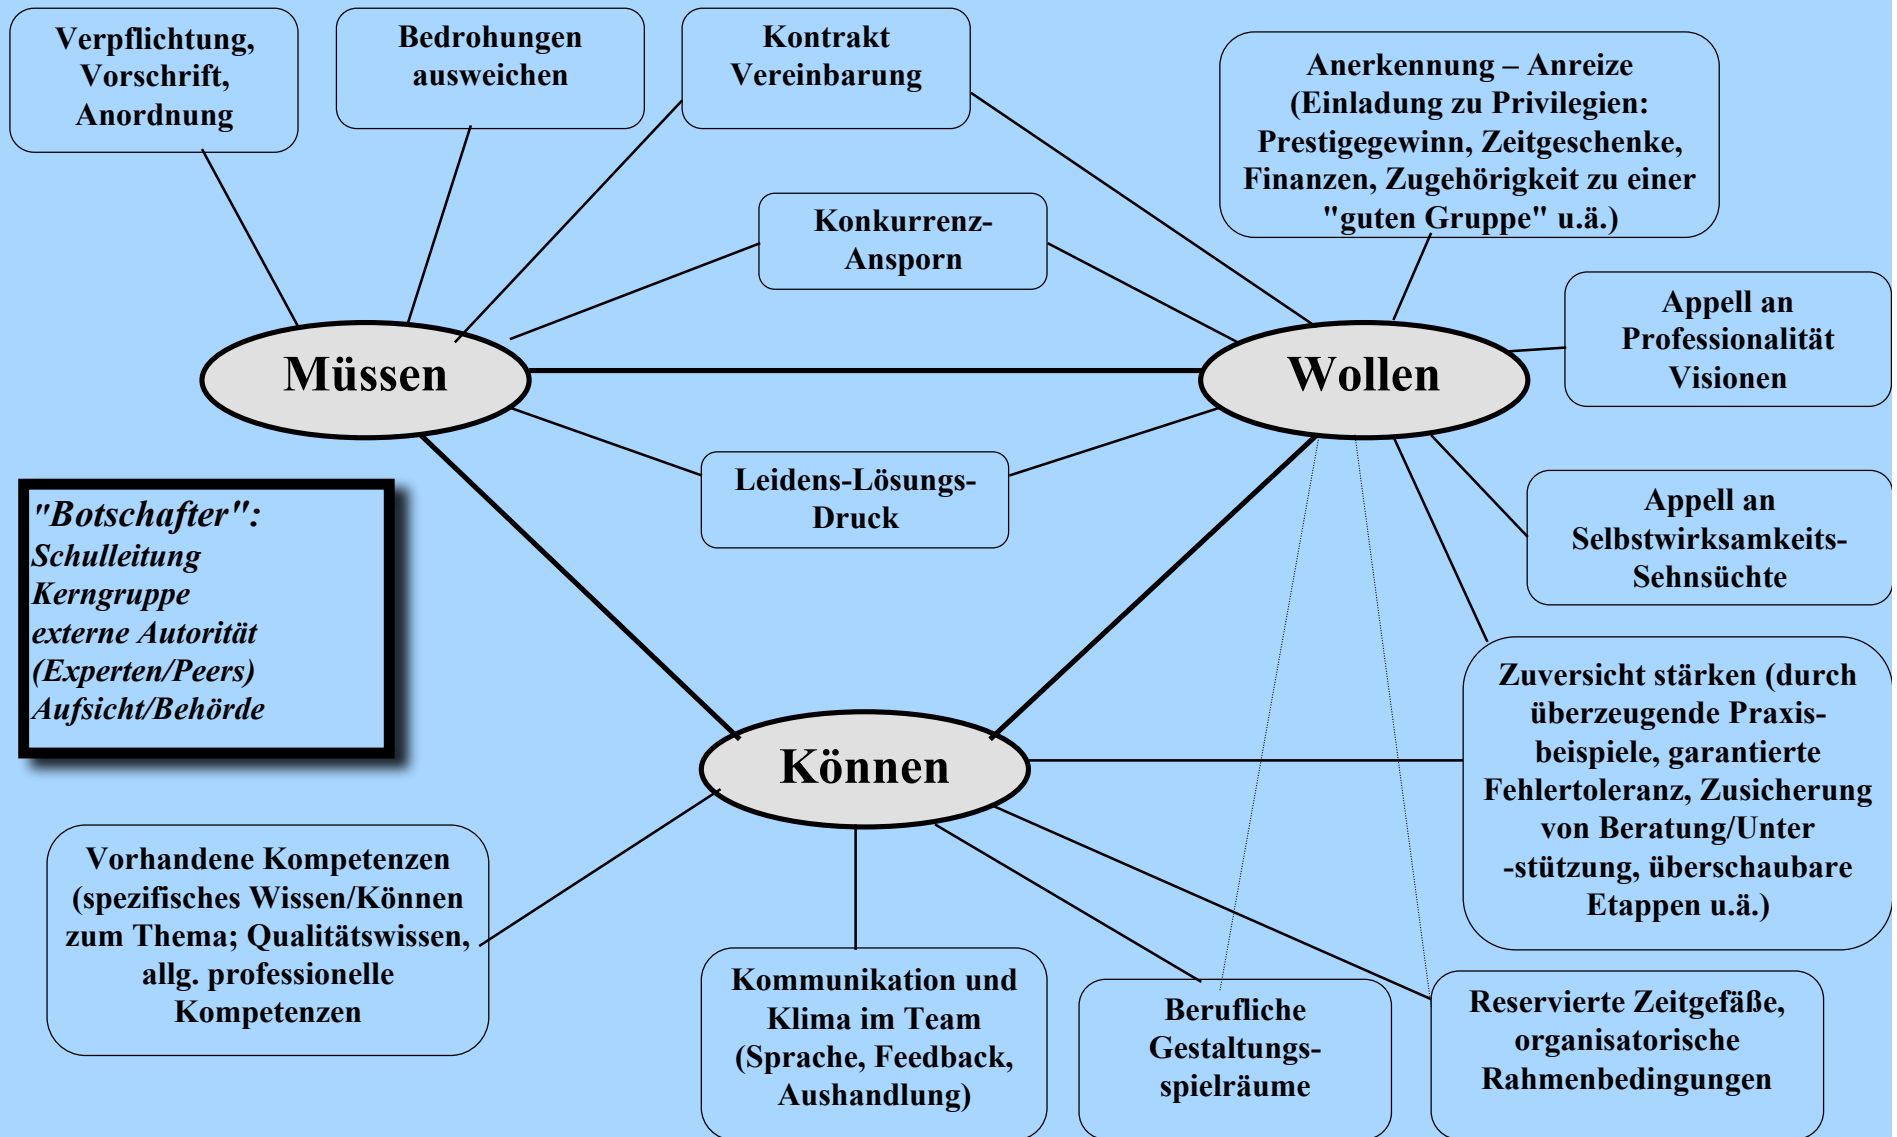 Verpflichtung,
Vorschrift,
Anordnung
Bedrohungen
ausweichen
Kontrakt
Vereinbarung
Anerkennung – Anreize
(Einladung zu Privilegien:
Prestigegewinn, Zeitgeschenke,
Finanzen, Zugehörigkeit zu einer
"guten Gruppe" u.ä.)
Konkurrenz-
Ansporn
Appell an
Professionalität
Visionen
Müssen
Wollen
Leidens-Lösungs-
Druck
Appell an
Selbstwirksamkeits-
Sehnsüchte
"Botschafter":
Schulleitung
Kerngruppe
externe Autorität
(Experten/Peers)
Aufsicht/Behörde
Zuversicht stärken (durch
überzeugende Praxis-
beispiele, garantierte
Fehlertoleranz, Zusicherung
von Beratung/Unter
-stützung, überschaubare
Etappen u.ä.)
Können
Vorhandene Kompetenzen
(spezifisches Wissen/Können
zum Thema; Qualitätswissen,
allg. professionelle
Kompetenzen
Kommunikation und
Klima im Team
(Sprache, Feedback,
Aushandlung)
Berufliche
Gestaltungs-
spielräume
Reservierte Zeitgefäße,
organisatorische
Rahmenbedingungen